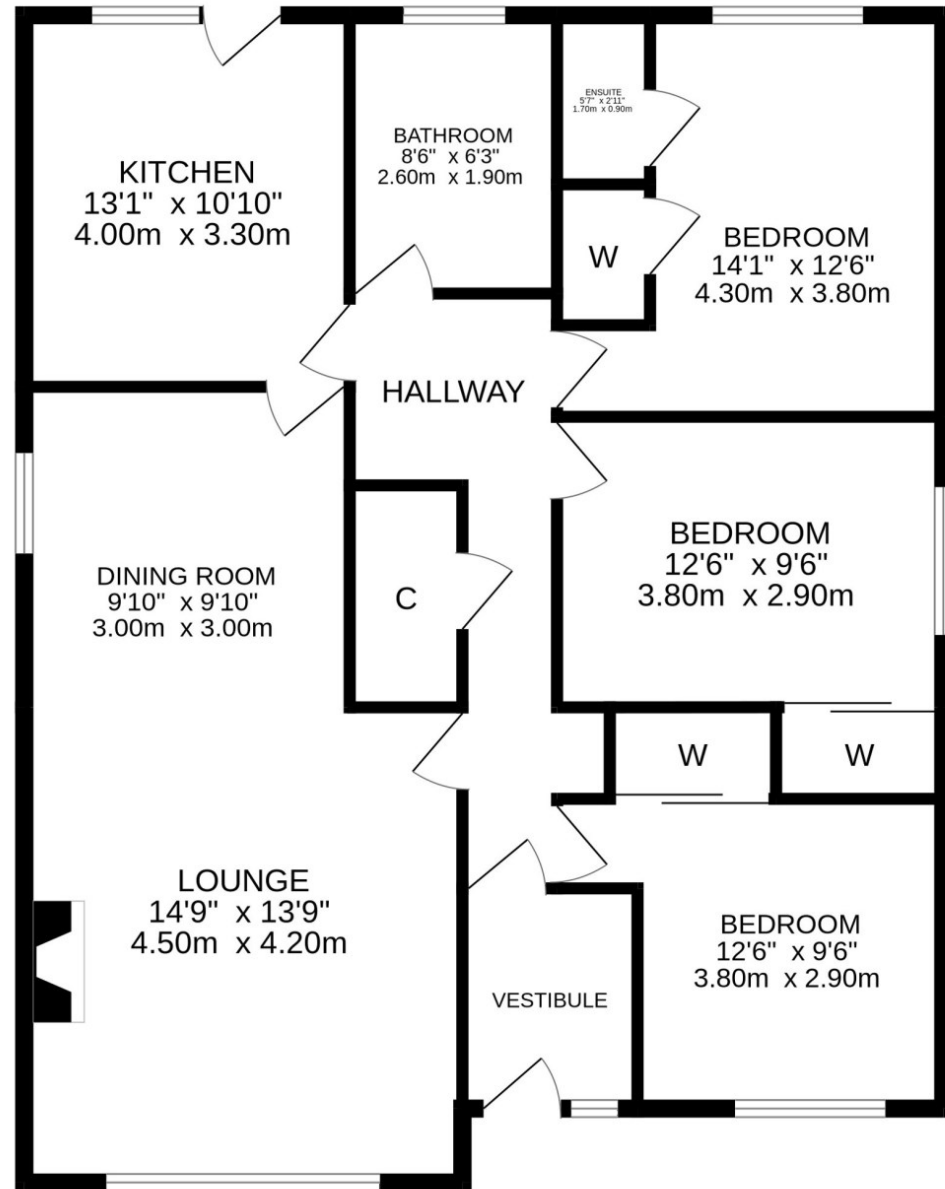 ENSUITE
5'7" x 2'11"
1.70m x 0.90m
BATHROOM
8'6" x 6'3"
2.60m x 1.90m
KITCHEN
13'1" x 10'10"
4.00m x 3.30m
W
BEDROOM
14'1" x 12'6"
4.30m x 3.80m
HALLWAY
BEDROOM
12'6" x 9'6"
3.80m x 2.90m
DINING ROOM
9'10" x 9'10"
3.00m x 3.00m
C
W
W
LOUNGE
14'9" x 13'9"
4.50m x 4.20m
BEDROOM
12'6" x 9'6"
3.80m x 2.90m
VESTIBULE